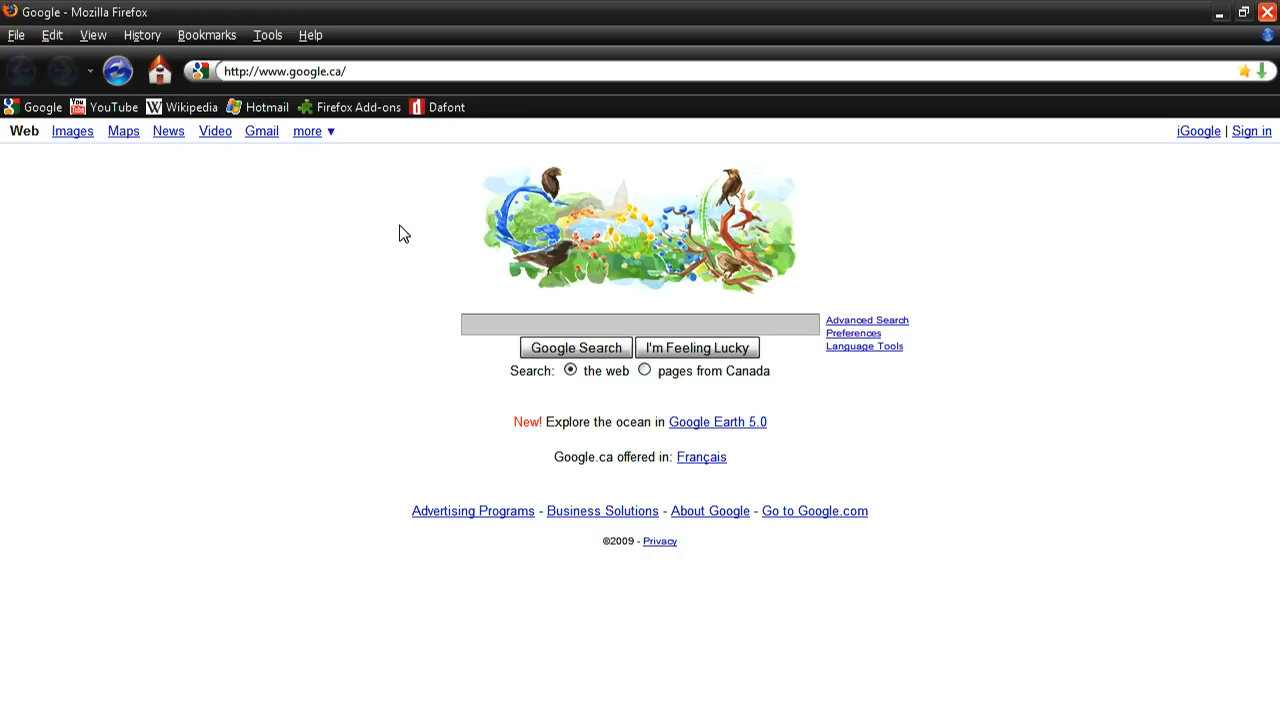 Google - Mozilla Firefox
File Edit View History Bookmarks Tools Help
http://www.google.ca/
Google YouTube Wikipedia Hotmail Firefox Add-ons Dafont
Web Images Maps News Video Gmail more ▼ iGoogle | Sign in
Advanced Search
Preferences
Language Tools
Google Search I'm Feeling Lucky
Search: the web pages from Canada
New! Explore the ocean in Google Earth 5.0
Google.ca offered in: Français
Advertising Programs - Business Solutions - About Google - Go to Google.com
©2009 - Privacy